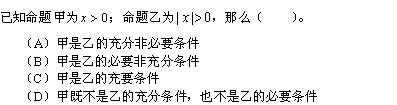 已知命题甲为 x > 0；命题乙为 | x |> 0，那么（　　）。
（A）甲是乙的充分非必要条件
（B）甲是乙的必要非充分条件
（C）甲是乙的充要条件
（D）甲既不是乙的充分条件，也不是乙的必要条件